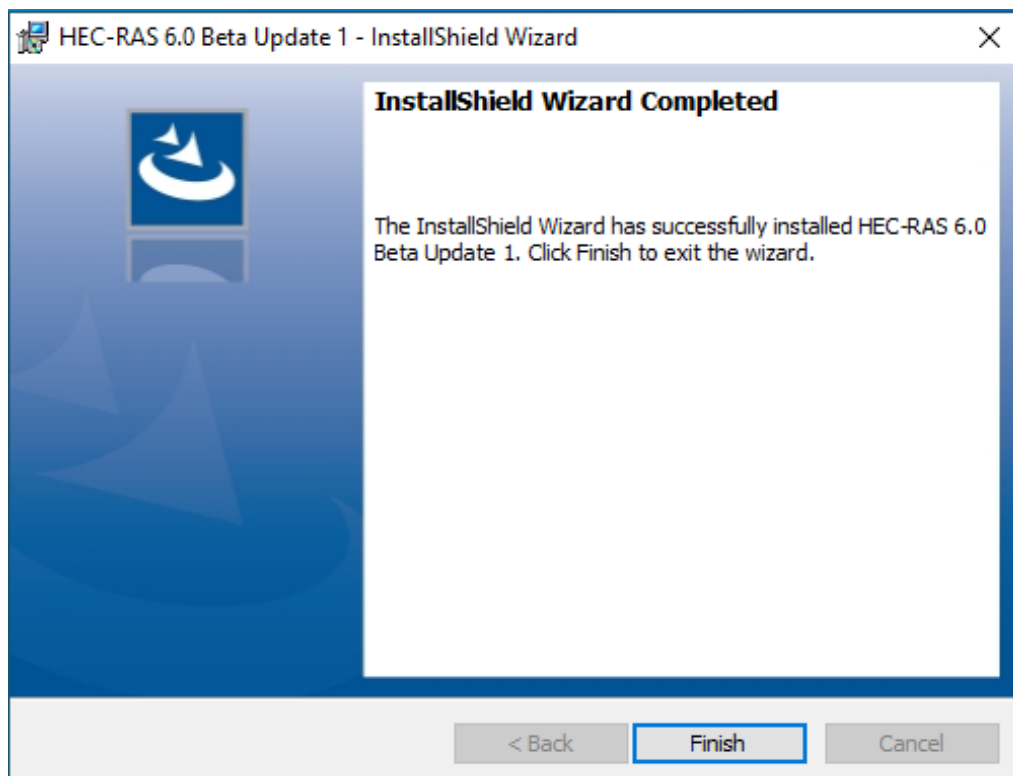 HEC-RAS 6.0 Beta Update 1 - InstallShield Wizard
InstallShield Wizard Completed
The InstallShield Wizard has successfully installed HEC-RAS 6.0
Beta Update 1. Click Finish to exit the wizard.
< Back Finish Cancel